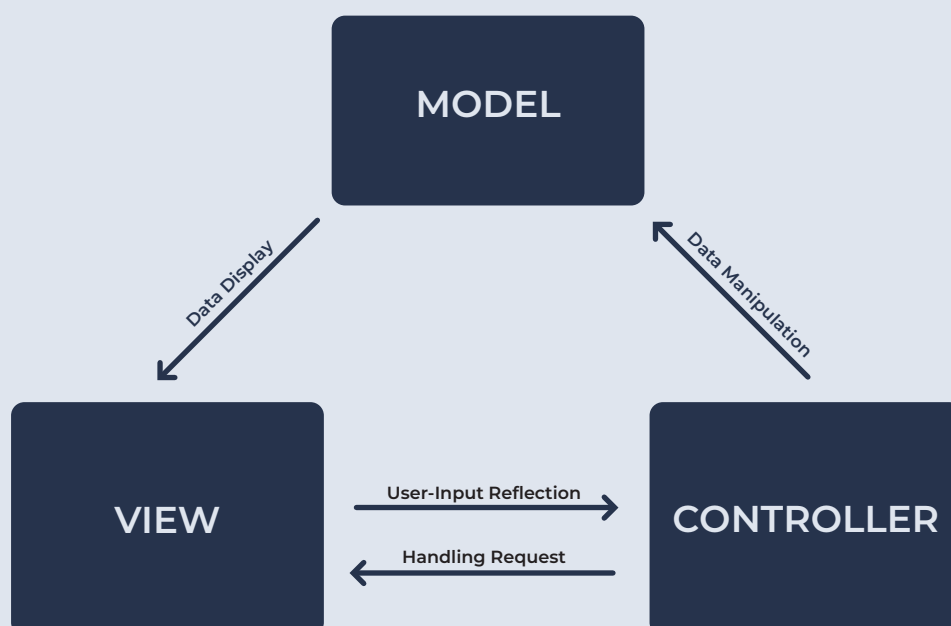 MODEL
Data Display
Data Manipulation
VIEW
User-Input Reflection
Handling Request
CONTROLLER